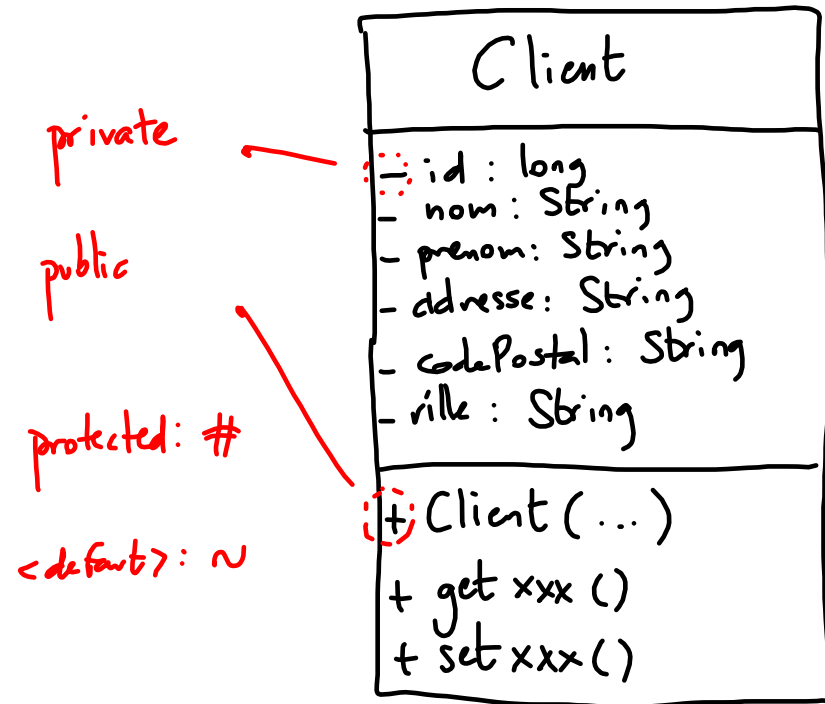 Client
private
- id : long
- nom : String
public
- prenom : String
- adresse : String
- codePostal : String
- ville : String
protected : #
+ Client (...)
<defaut> : ~
+ get xxx ()
+ set xxx ()